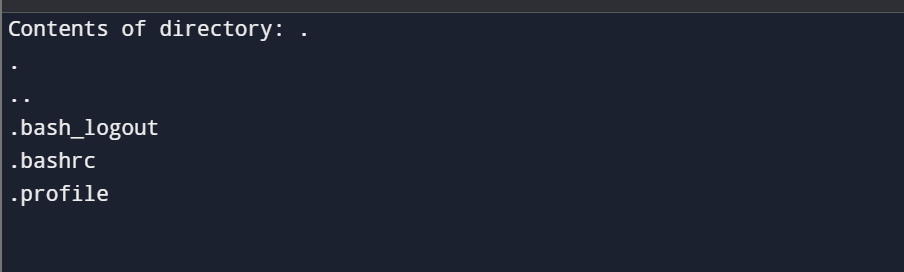 Contents of directory: .
.
..
.bash_logout
.bashrc
.profile